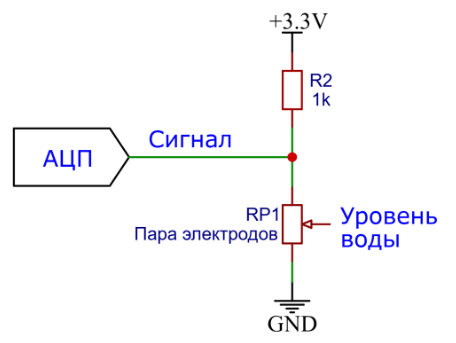 +3.3V
R2
1k
Сигнал
АЦП
RP1
Пара электродов
Уровень
воды
GND